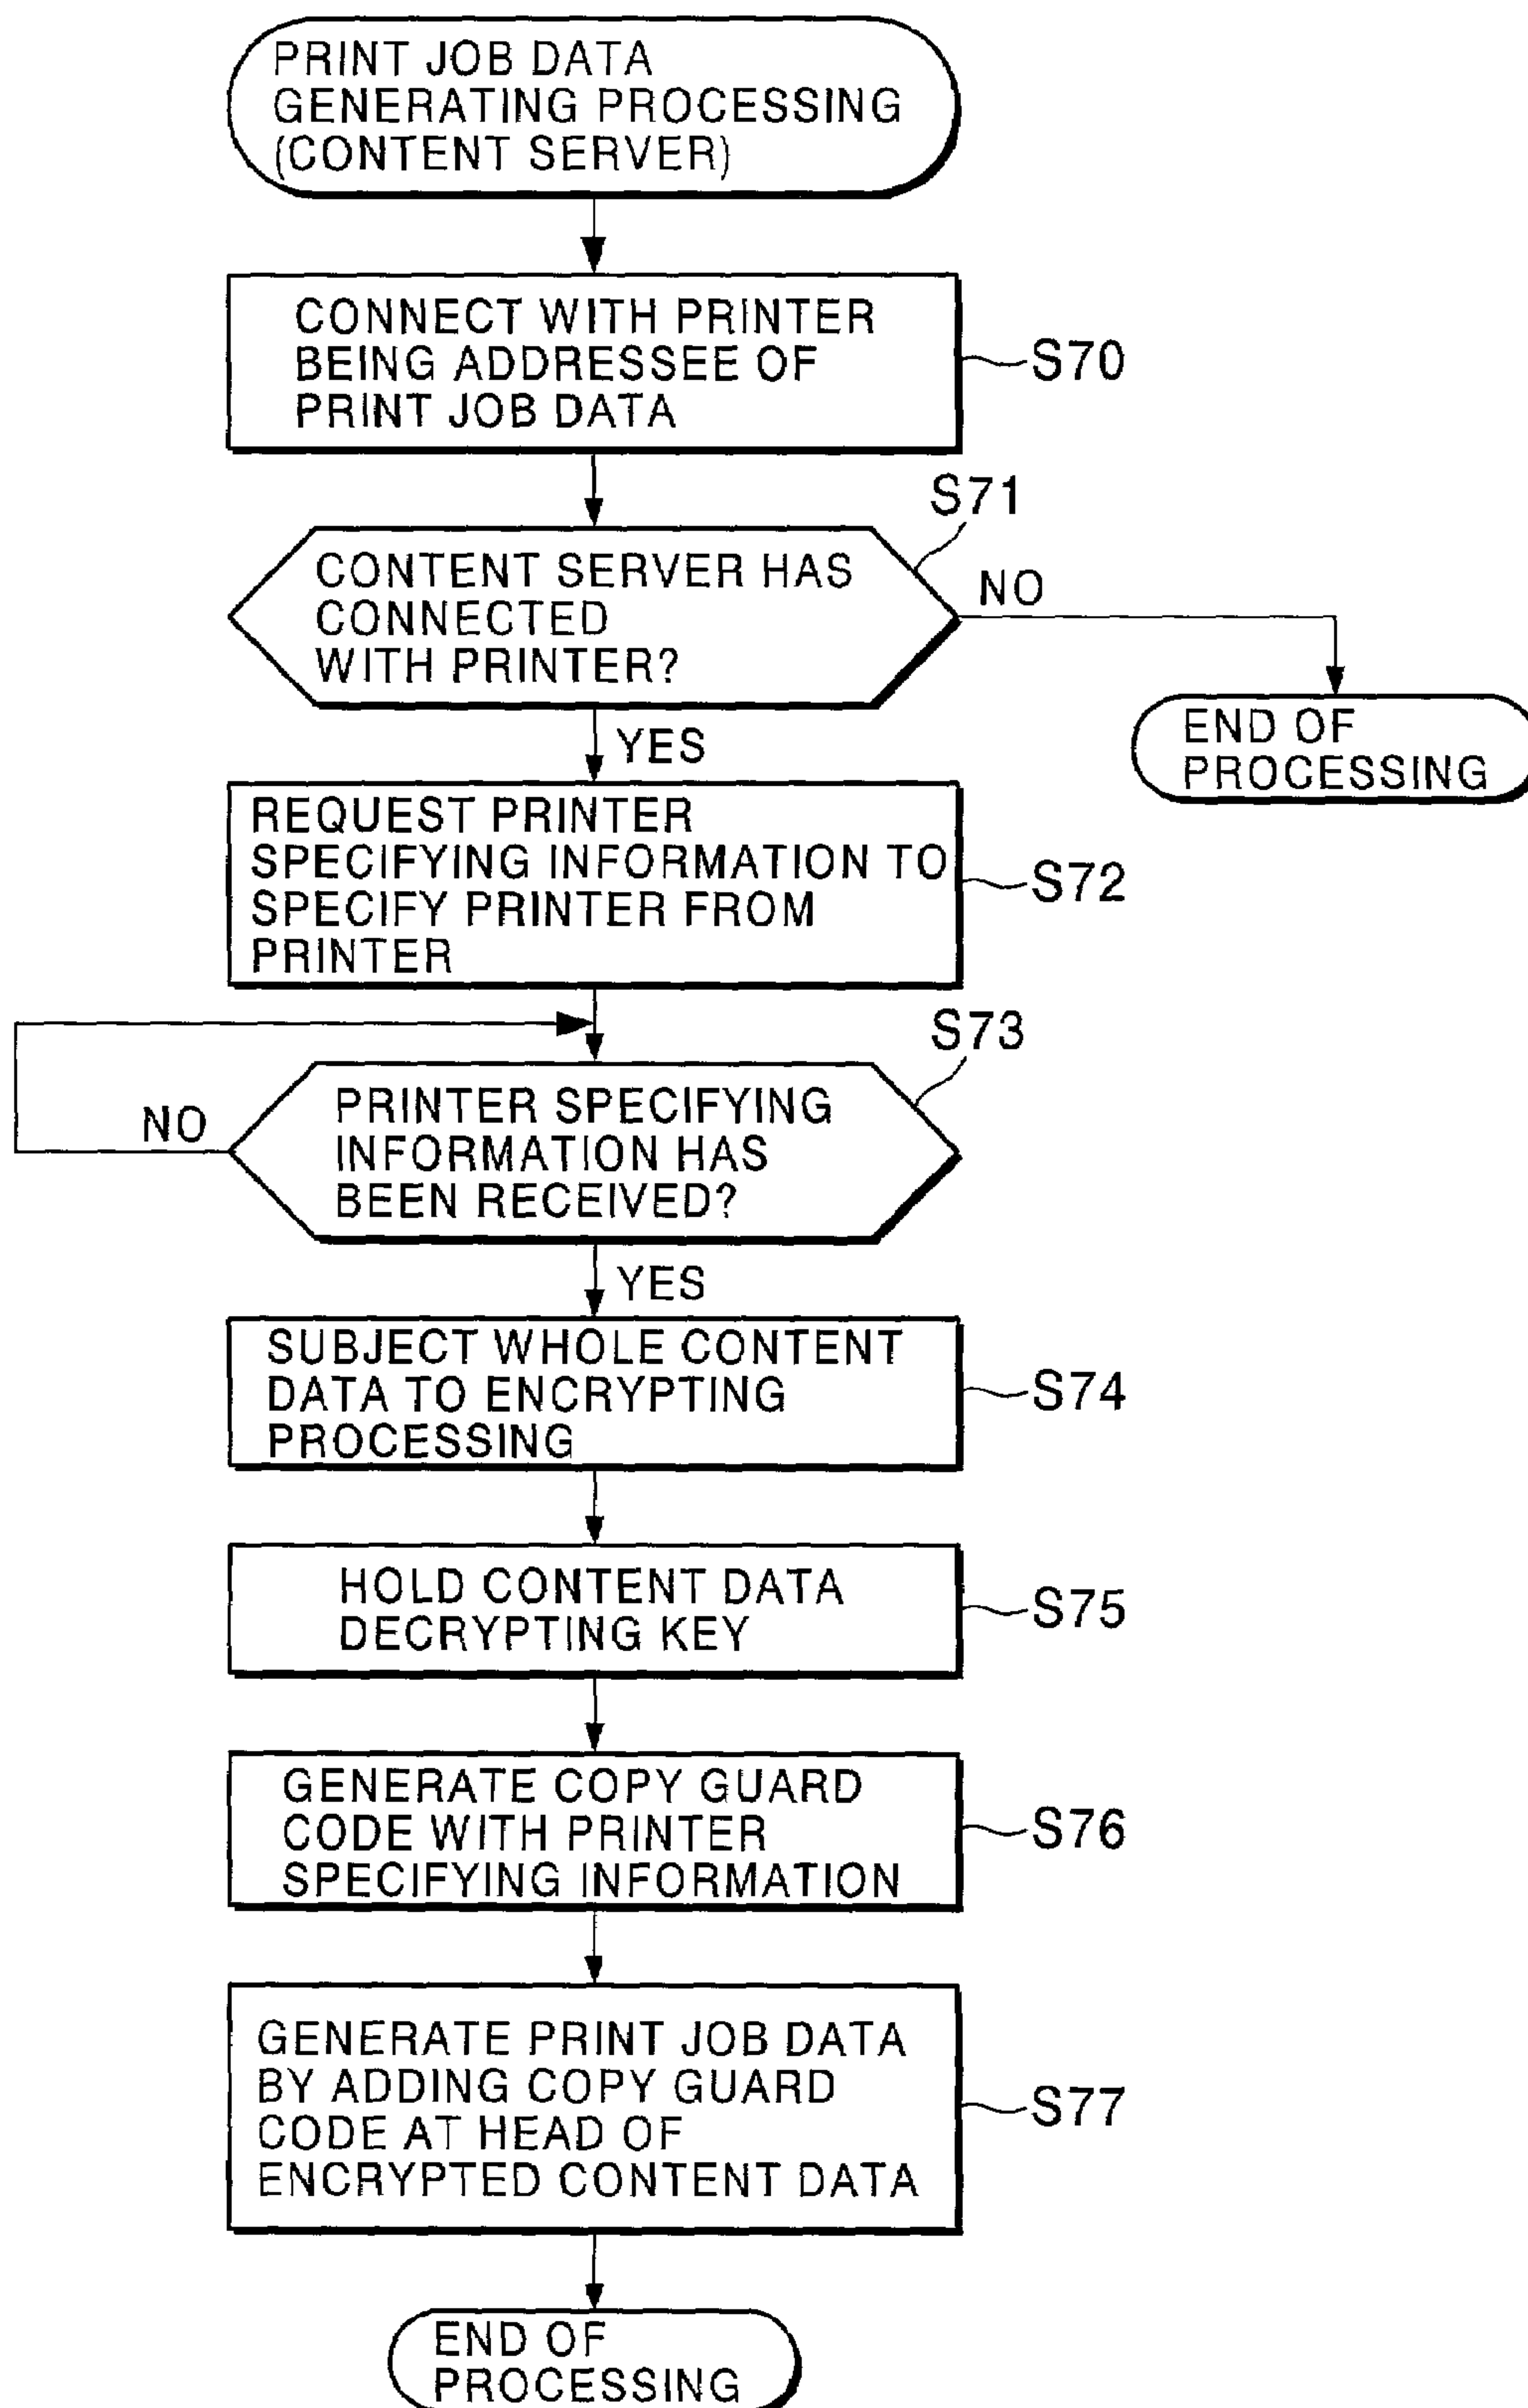 PRINT JOB DATA
GENERATING PROCESSING
(CONTENT SERVER)
CONNECT WITH PRINTER
BEING ADDRESSEE OF
PRINT JOB DATA
S70
S71
CONTENT SERVER HAS
CONNECTED
WITH PRINTER?
NO
END OF
PROCESSING
YES
REQUEST PRINTER
SPECIFYING INFORMATION TO
SPECIFY PRINTER FROM
PRINTER
S72
S73
PRINTER SPECIFYING
INFORMATION HAS
BEEN RECEIVED?
NO
YES
SUBJECT WHOLE CONTENT
DATA TO ENCRYPTING
PROCESSING
S74
HOLD CONTENT DATA
DECRYPTING KEY
S75
GENERATE COPY GUARD
CODE WITH PRINTER
SPECIFYING INFORMATION
S76
GENERATE PRINT JOB DATA
BY ADDING COPY GUARD
CODE AT HEAD OF
ENCRYPTED CONTENT DATA
S77
END OF
PROCESSING